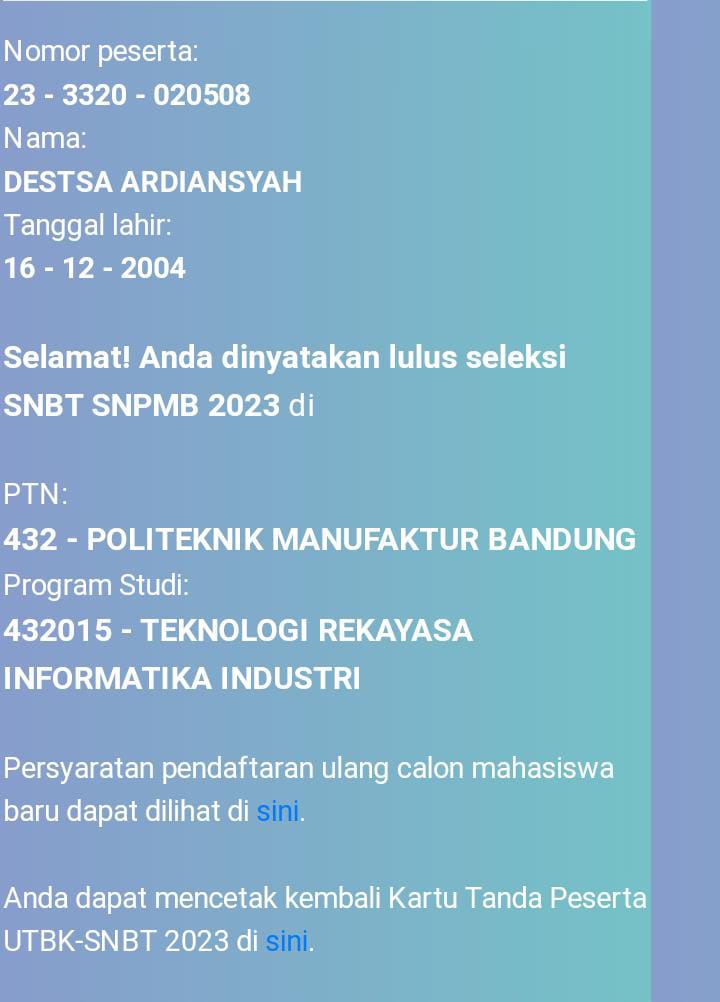 Nomor peserta:
23 - 3320 - 020508
Nama:
DESTSA ARDIANSYAH
Tanggal lahir:
16 - 12 - 2004
Selamat! Anda dinyatakan lulus seleksi
SNBT SNPMB 2023 di
PTN:
432 - POLITEKNIK MANUFAKTUR BANDUNG
Program Studi:
432015 - TEKNOLOGI REKAYASA
INFORMATIKA INDUSTRI
Persyaratan pendaftaran ulang calon mahasiswa
baru dapat dilihat di sini.
Anda dapat mencetak kembali Kartu Tanda Peserta
UTBK-SNBT 2023 di sini.